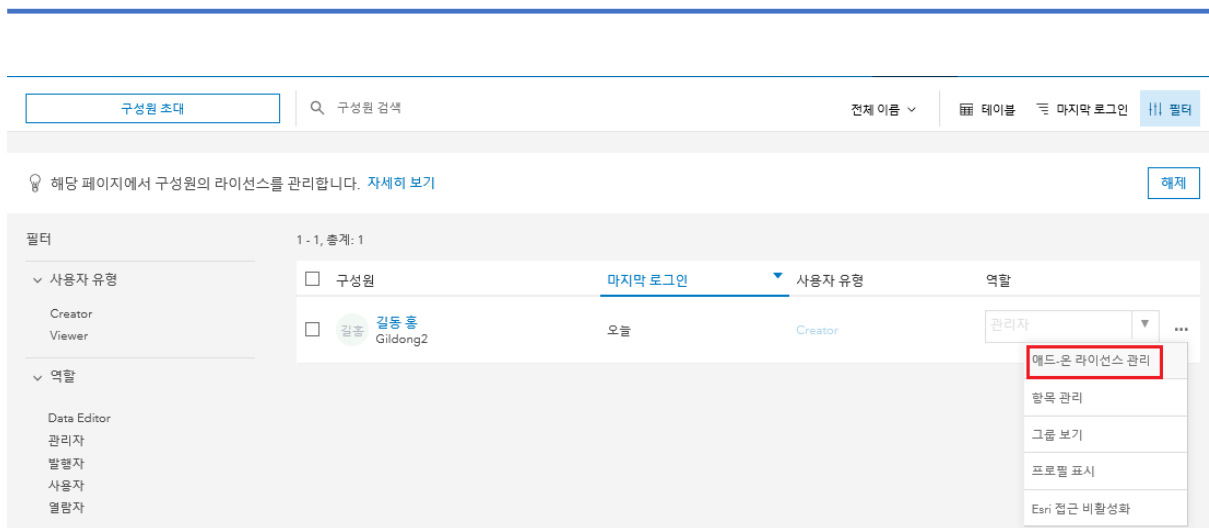 구성원 초대 구성원 검색 전체 이름 테이블 마지막 로그인 필터
해당 페이지에서 구성원의 라이선스를 관리합니다. 자세히 보기 해제
필터 1 - 1, 총계: 1
사용자 유형 구성원 마지막 로그인 사용자 유형 역할
Creator
Viewer
길홍 길동 홍 오늘 Creator 관리자 ...
Gildong2
애드-온 라이선스 관리
역할
항목 관리
Data Editor
그룹 보기
관리자
발행자
프로필 표시
사용자
열람자
Esri 접근 비활성화